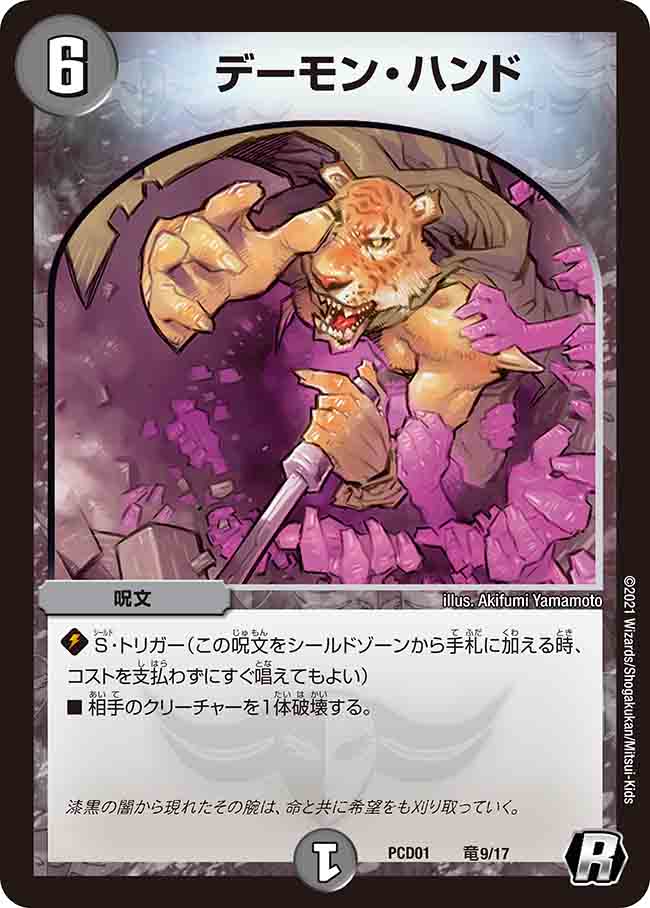 6
デーモン・ハンド
呪文
illus. Akifumi Yamamoto
S・トリガー(この呪文をシールドゾーンから手札に加える時、
コストを支払わずにすぐ唱えてもよい)
■ 相手のクリーチャーを1体破壊する。
漆黒の闇から現れたその腕は、命と共に希望をも刈り取っていく。
1
PCD01 竜9/17
R
©2021 Wizards/Shogakukan/Mitsui-Kids